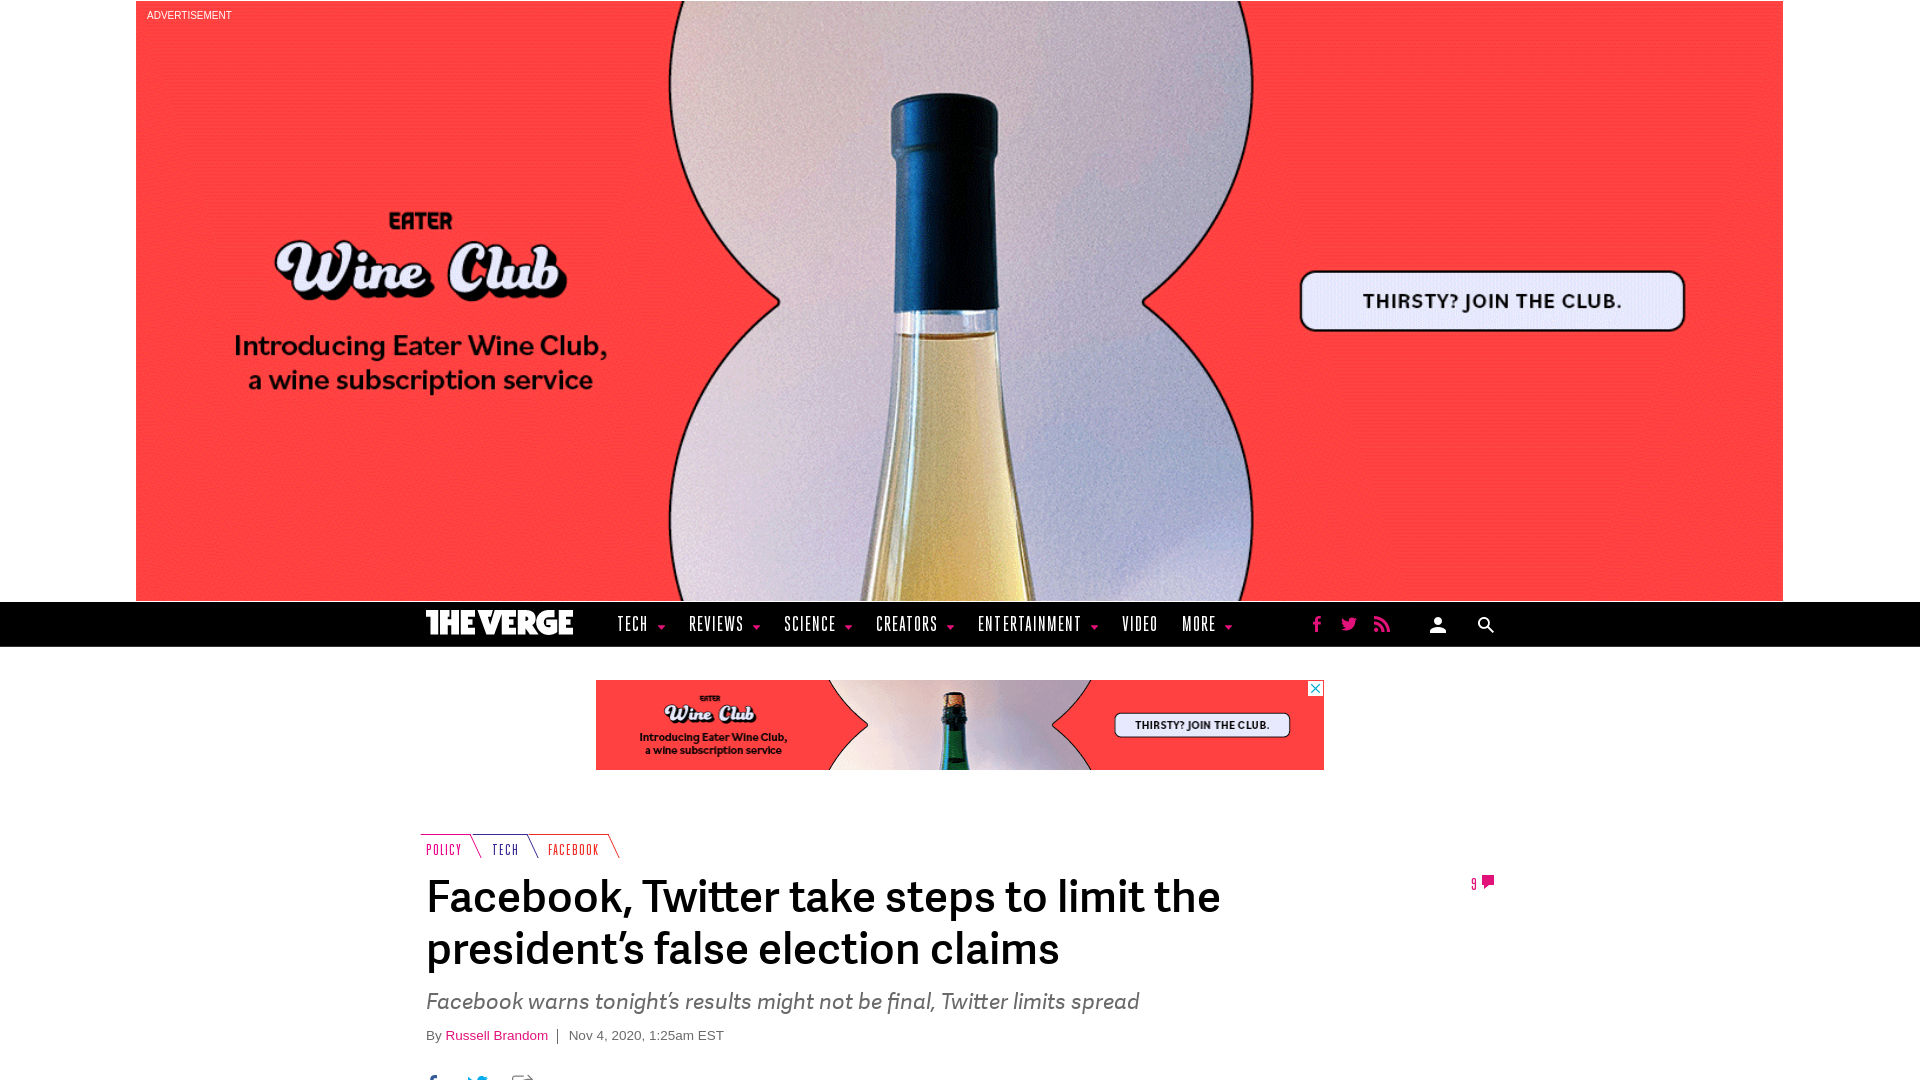 ADVERTISEMENT
EATER
Wine Club
Introducing Eater Wine Club,
a wine subscription service
THIRSTY? JOIN THE CLUB.
THE VERGE TECH REVIEWS SCIENCE CREATORS ENTERTAINMENT VIDEO MORE
EATER
Wine Club
Introducing Eater Wine Club,
a wine subscription service
THIRSTY? JOIN THE CLUB.
POLICY TECH FACEBOOK
Facebook, Twitter take steps to limit the
president’s false election claims
9
Facebook warns tonight’s results might not be final, Twitter limits spread
By Russell Brandom | Nov 4, 2020, 1:25am EST